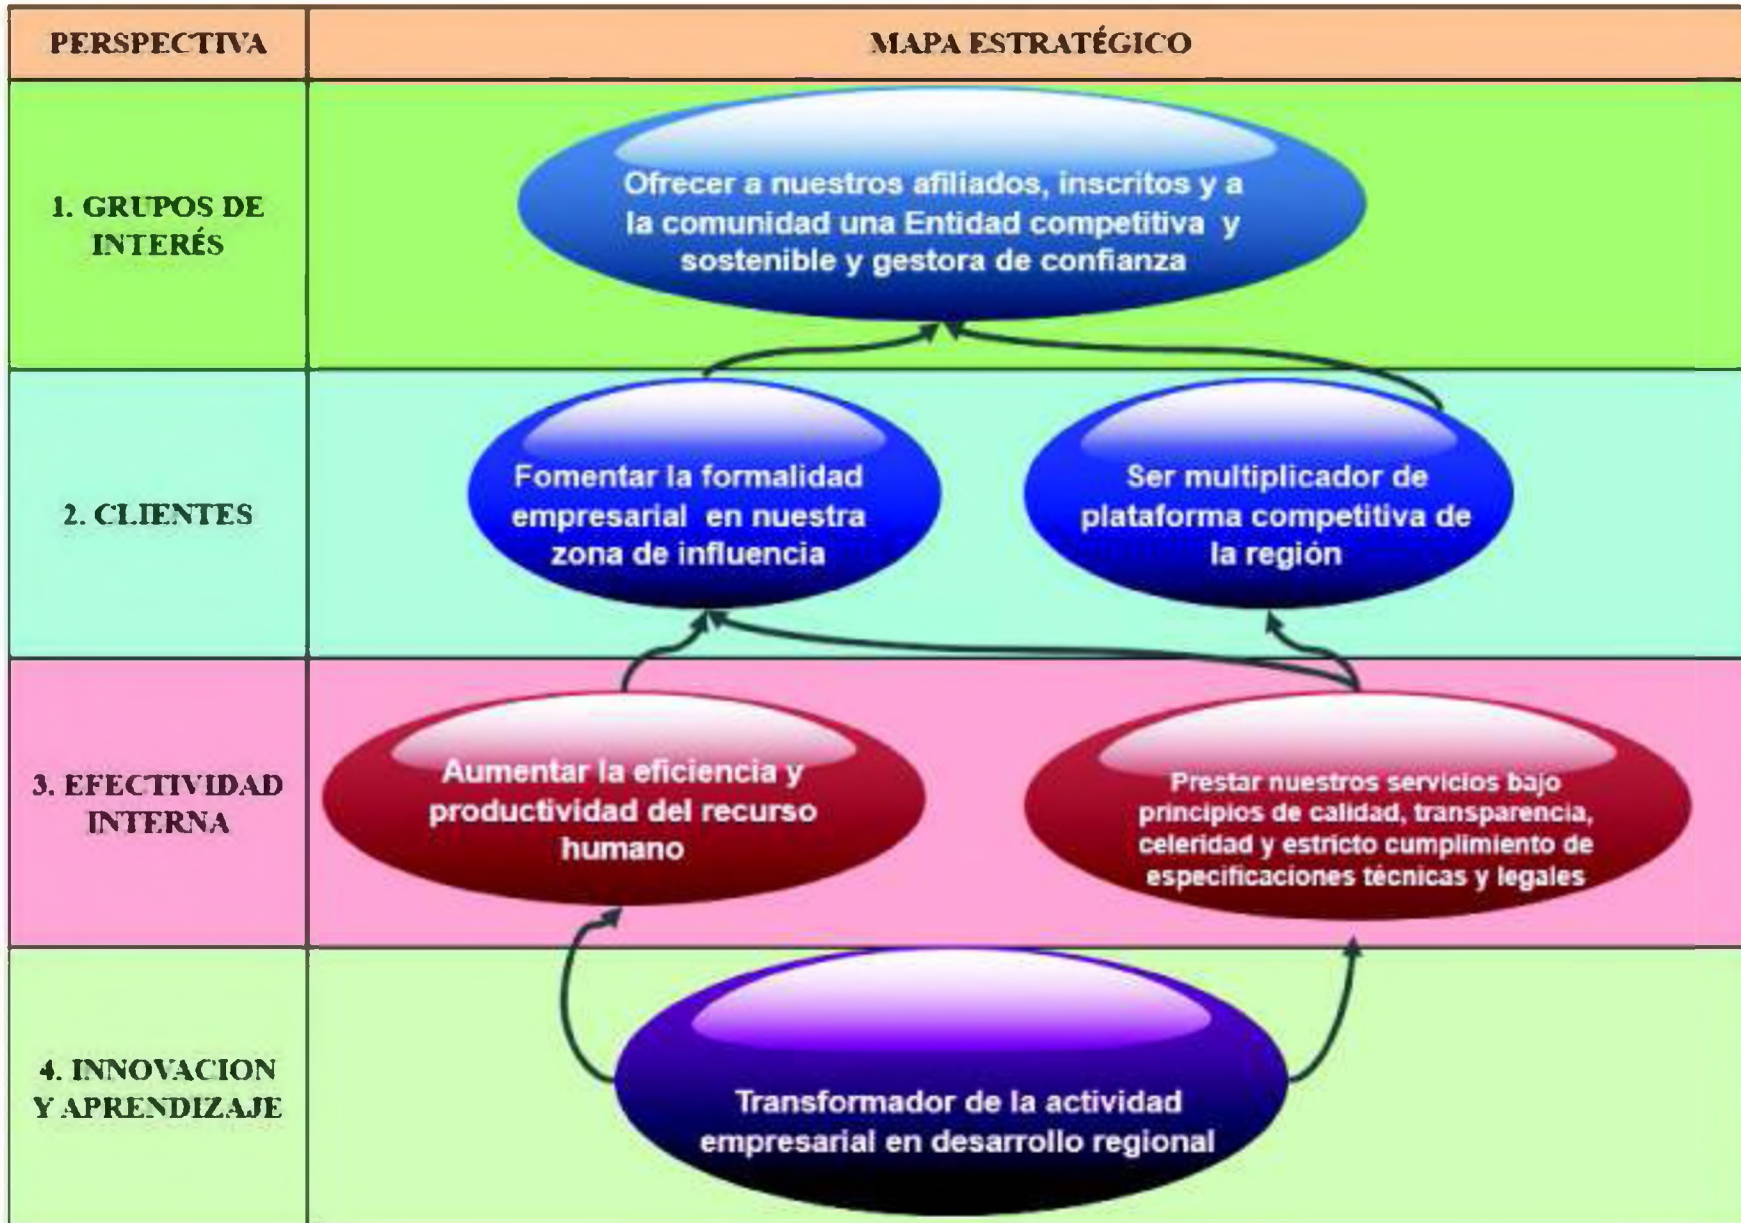 PERSPECTIVA
MAPA ESTRATÉGICO
1. GRUPOS DE
INTERÉS
Ofrecer a nuestros afiliados, inscritos y a
la comunidad una Entidad competitiva y
sostenible y gestora de confianza
2. CLIENTES
Fomentar la formalidad
empresarial en nuestra
zona de influencia
Ser multiplicador de
plataforma competitiva de
la región
3. EFECTIVIDAD
INTERNA
Aumentar la eficiencia y
productividad del recurso
humano
Prestar nuestros servicios bajo
principios de calidad, transparencia,
celeridad y estricto cumplimiento de
especificaciones técnicas y legales
4. INNOVACION
Y APRENDIZAJE
Transformador de la actividad
empresarial en desarrollo regional